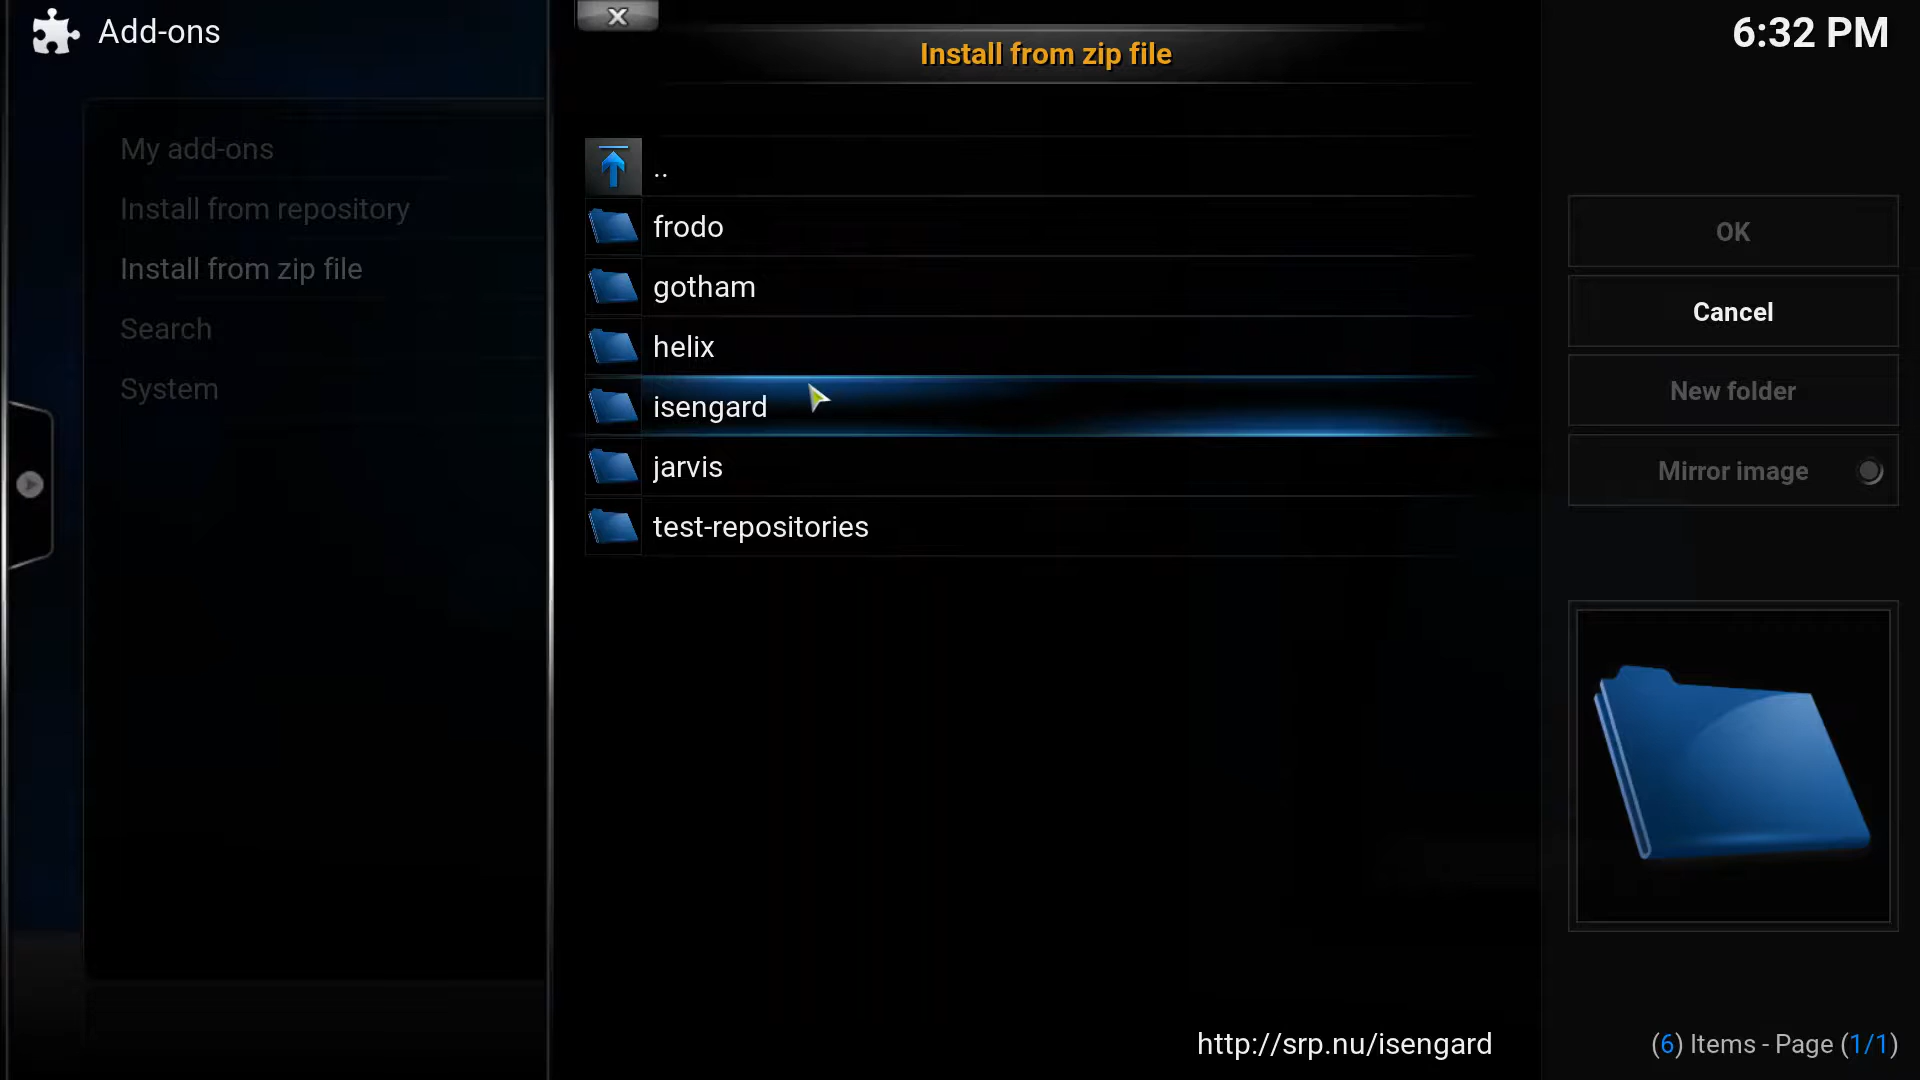 Add-ons
X
Install from zip file
6:32 PM
My add-ons
Install from repository
Install from zip file
Search
System
..
frodo
gotham
helix
isengard
jarvis
test-repositories
OK
Cancel
New folder
Mirror image
http://srp.nu/isengard
(6) Items - Page (1/1)